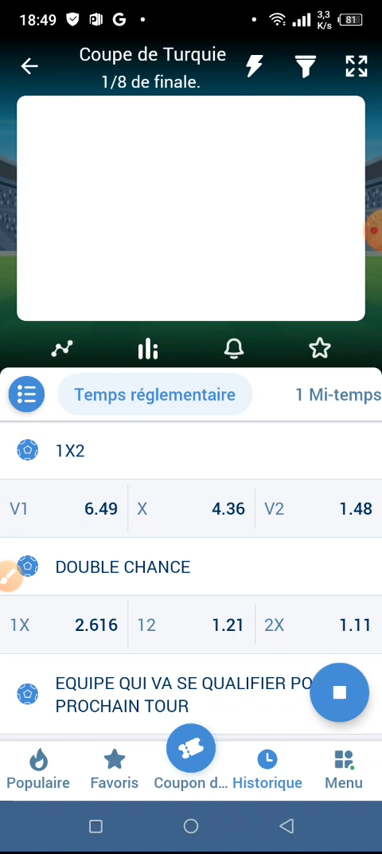 18:49
3,3
K/s
81
Coupe de Turquie
1/8 de finale.
Temps réglementaire
1 Mi-temps
1X2
V1 6.49 X 4.36 V2 1.48
DOUBLE CHANCE
1X 2.616 12 1.21 2X 1.11
EQUIPE QUI VA SE QUALIFIER PO
PROCHAIN TOUR
Populaire Favoris Coupon d... Historique Menu